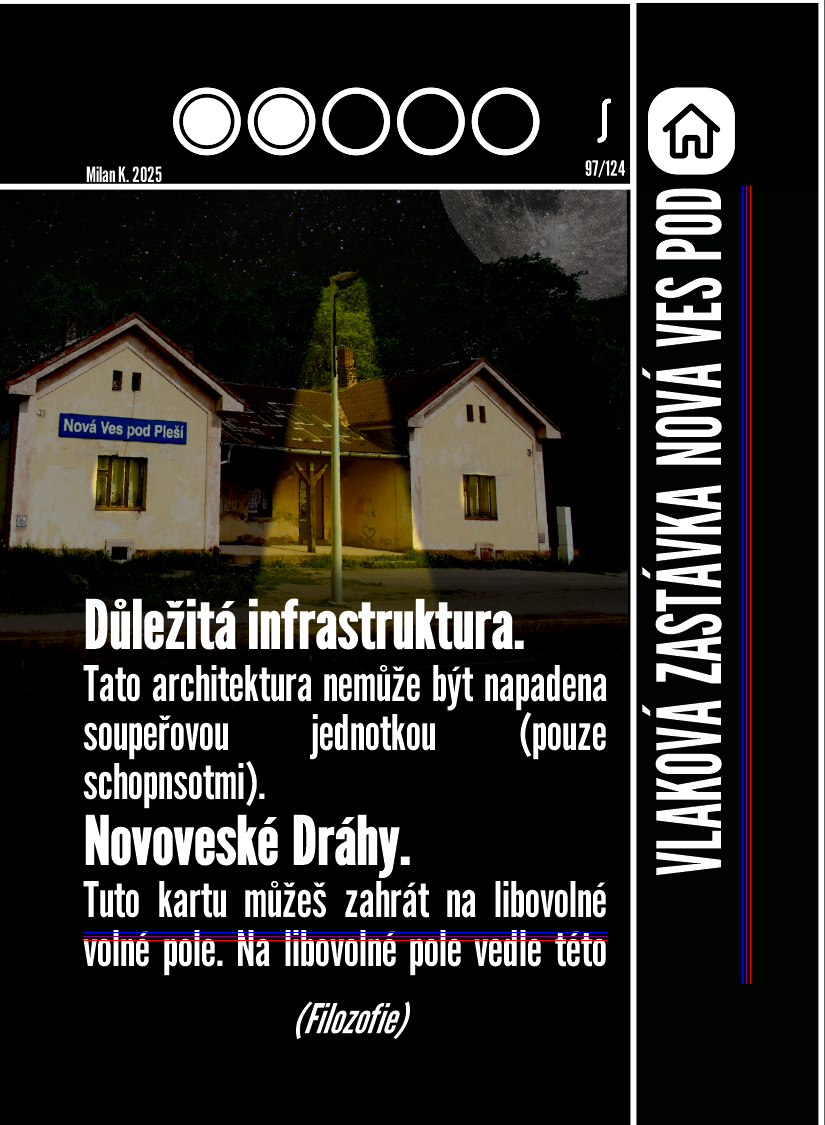 Milan K. 2025
97/124
VLAKOVÁ ZASTÁVKA NOVÁ VES POD
Nová Ves pod Pleší
Důležitá infrastruktura.
Tato architektura nemůže být napadena
soupeřovou jednotkou (pouze
schopnsotmi).
Novoveské Dráhy.
Tuto kartu můžeš zahrát na libovolné
volné pole. Na libovolné pole vedle této
(Filozofie)